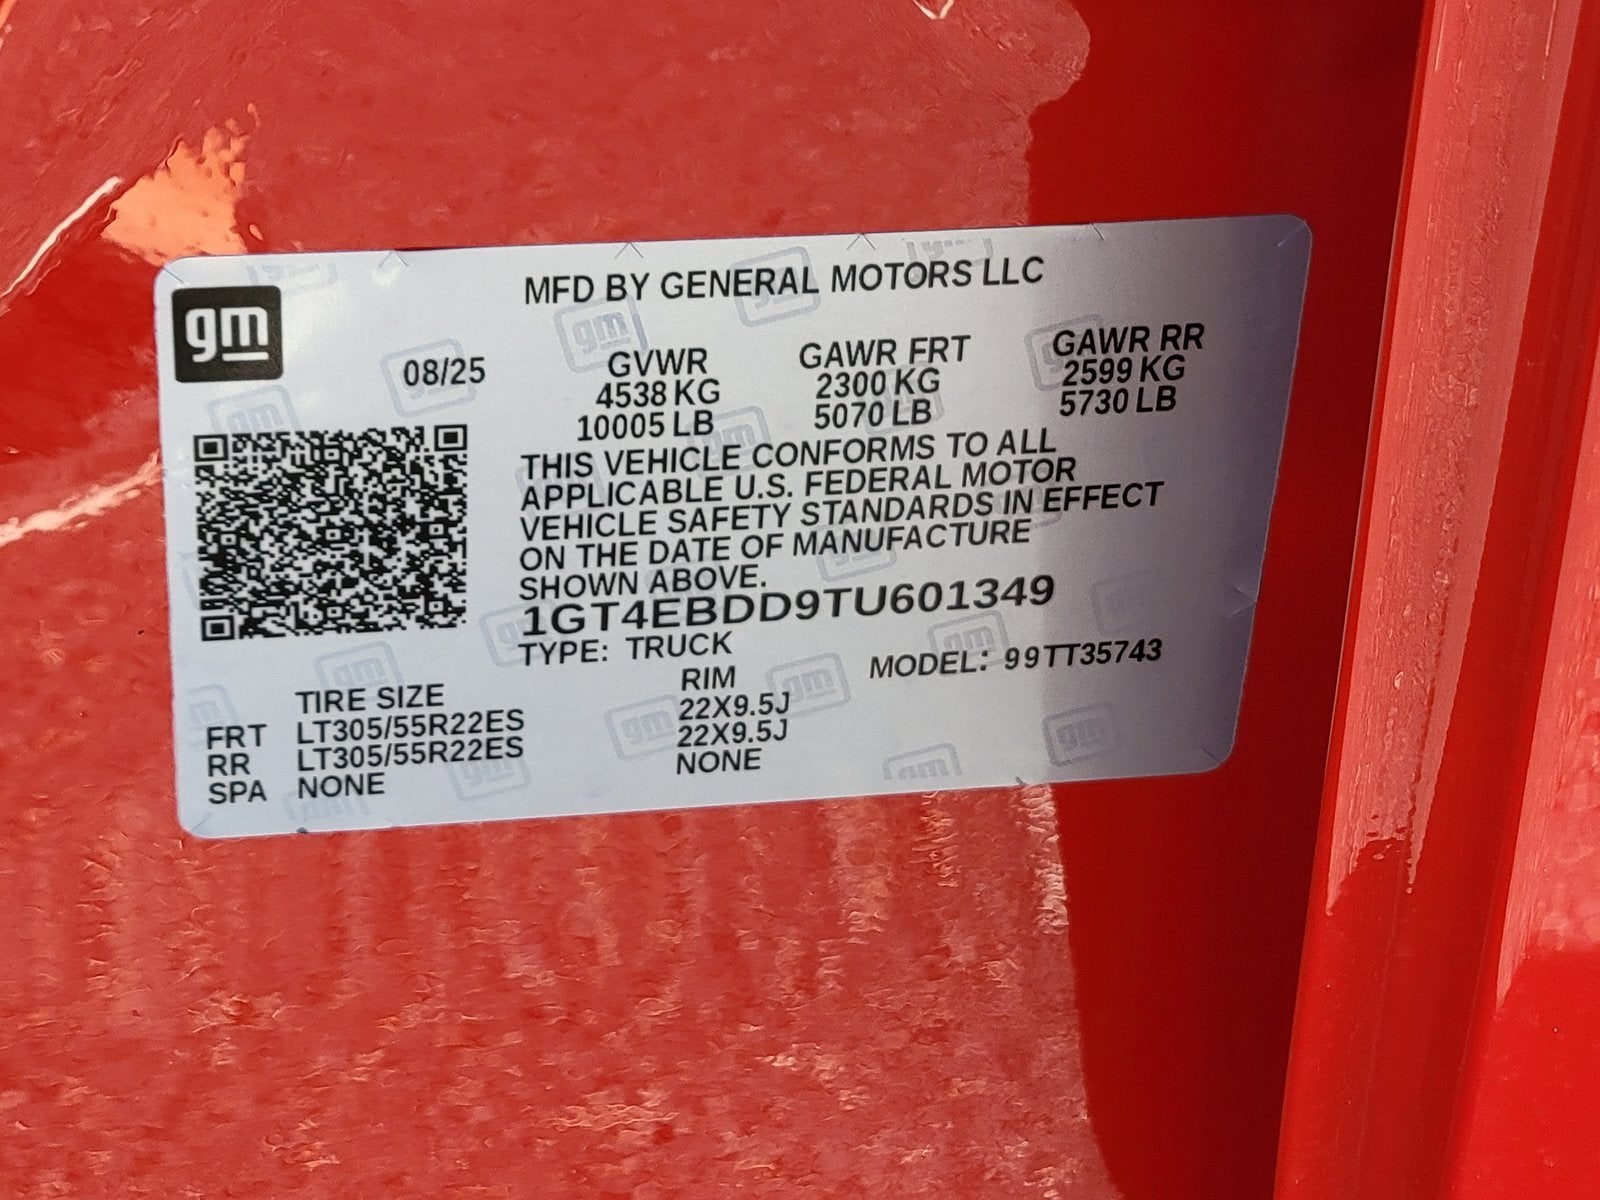 gm
MFD BY GENERAL MOTORS LLC
08/25
GVWR
4538 KG
10005 LB
GAWR FRT
2300 KG
5070 LB
GAWR RR
2599 KG
5730 LB
THIS VEHICLE CONFORMS TO ALL
APPLICABLE U.S. FEDERAL MOTOR
VEHICLE SAFETY STANDARDS IN EFFECT
ON THE DATE OF MANUFACTURE
SHOWN ABOVE.
1GT4EBDD9TU601349
TYPE: TRUCK
MODEL: 99TT35743
TIRE SIZE RIM
FRT LT305/55R22ES 22X9.5J
RR LT305/55R22ES 22X9.5J
SPA NONE NONE